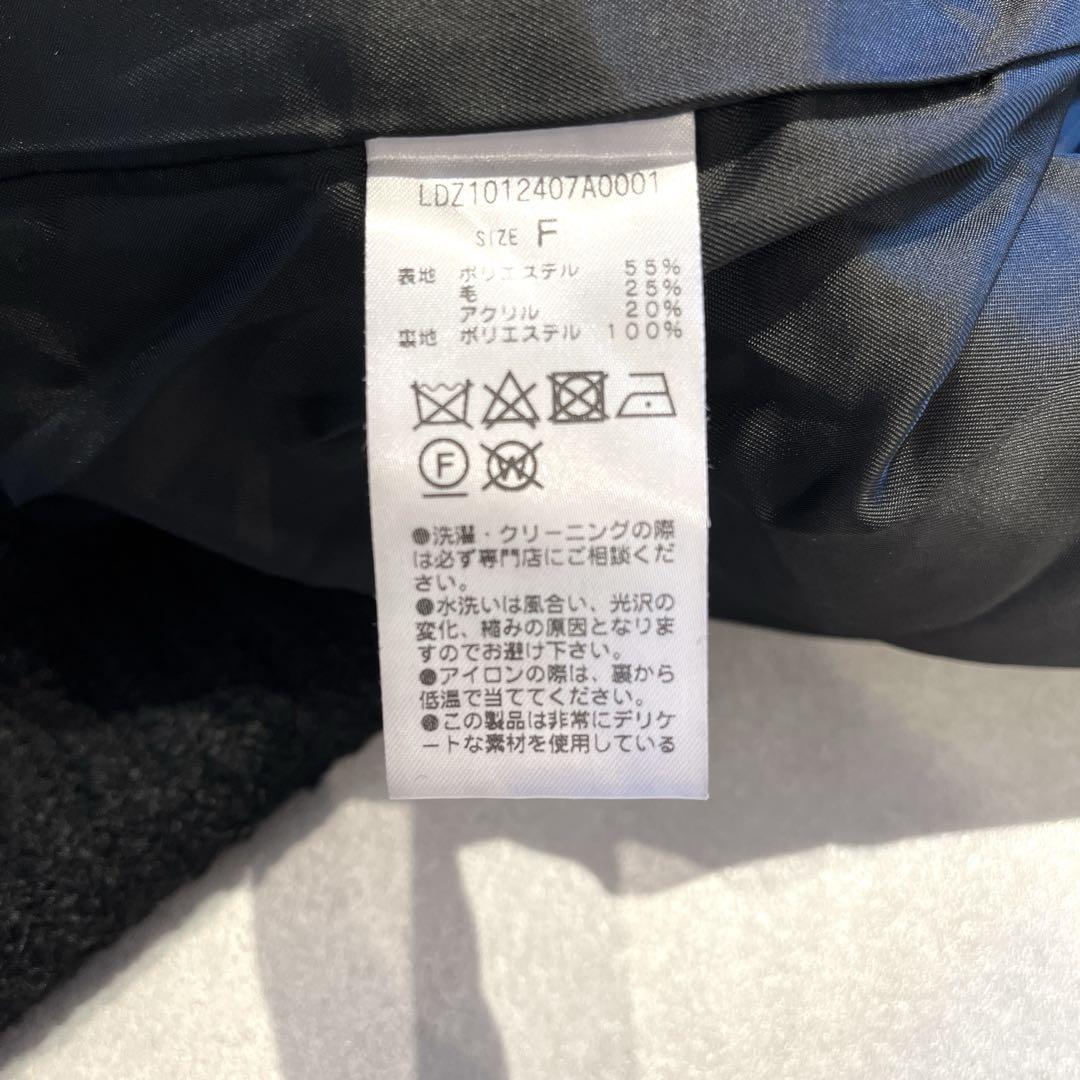 LDZ1012407A0001
SIZE F
表地 ポリエステル 55%
毛 25%
アクリル 20%
裏地 ポリエステル 100%
F W
●洗濯・クリーニングの際
は必ず専門店にご相談くだ
さい。
●水洗いは風合い、光沢の
変化、縮みの原因となりま
すのでお避け下さい。
●アイロンの際は、裏から
低温で当ててください。
●この製品は非常にデリケ
ートな素材を使用している